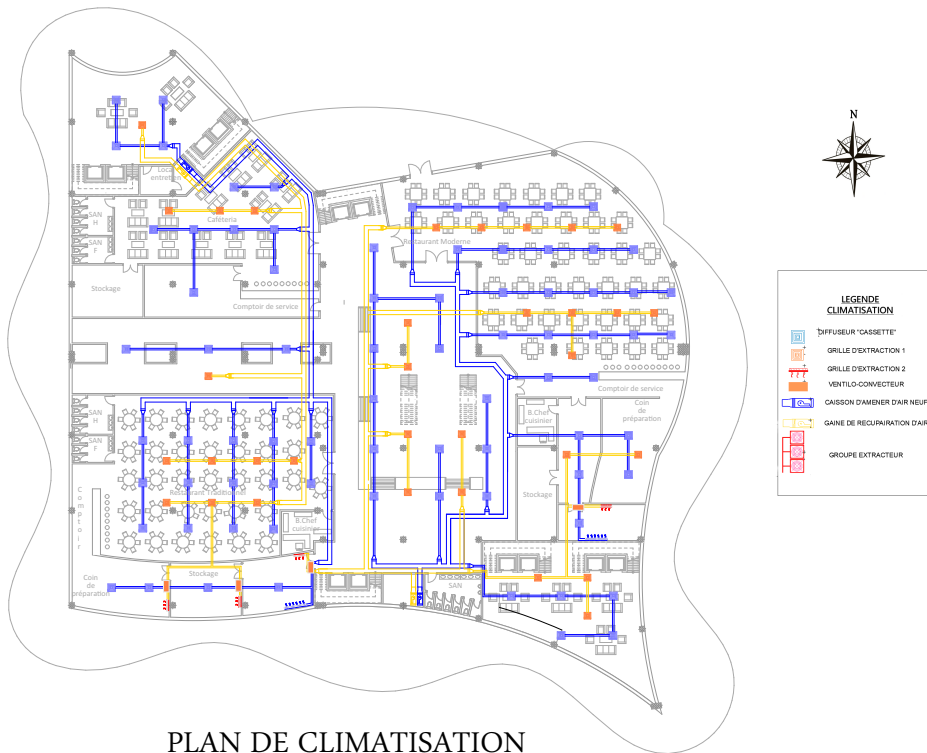 N
Local
entretien
SAN
H
SAN
F
Caféteria
Restaurant Moderne
Stockage
Comptoir de service
Comptoir de service
SAN
H
SAN
F
B.Chef
cuisinier
Coin
de
préparation
Restaurant Traditionnel
Stockage
Comptoir
B.Chef
cuisinier
Coin
de
préparation
Stockage
SAN
LEGENDE
CLIMATISATION
DIFFUSEUR "CASSETTE"
GRILLE D'EXTRACTION 1
GRILLE D'EXTRACTION 2
VENTILO-CONVECTEUR
CAISSON D'AMENER D'AIR NEUF
GAINE DE RECUPAIRATION D'AIR
GROUPE EXTRACTEUR
PLAN DE CLIMATISATION